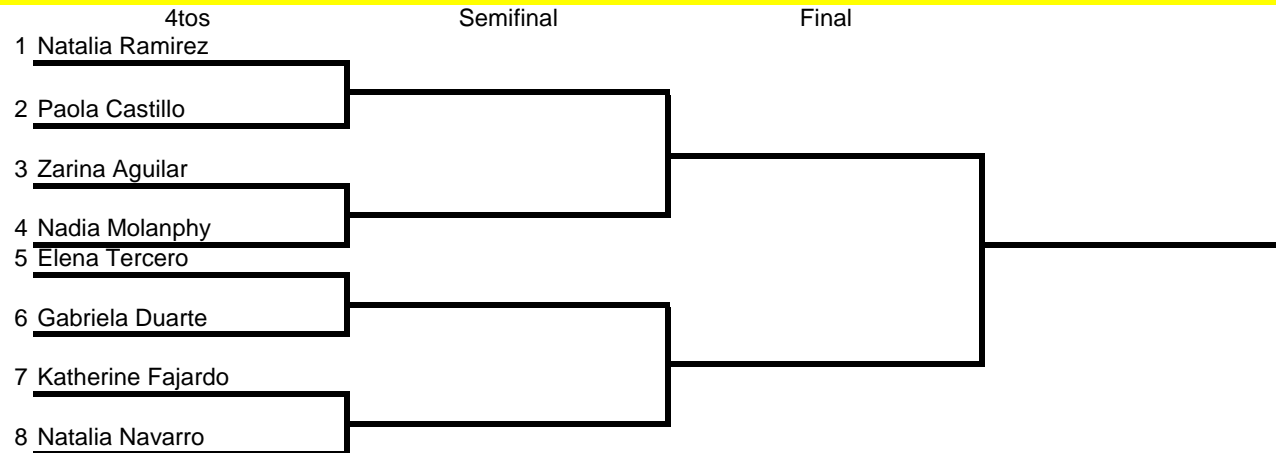 4tos Semifinal Final
1 Natalia Ramirez
2 Paola Castillo
3 Zarina Aguilar
4 Nadia Molanphy
5 Elena Tercero
6 Gabriela Duarte
7 Katherine Fajardo
8 Natalia Navarro